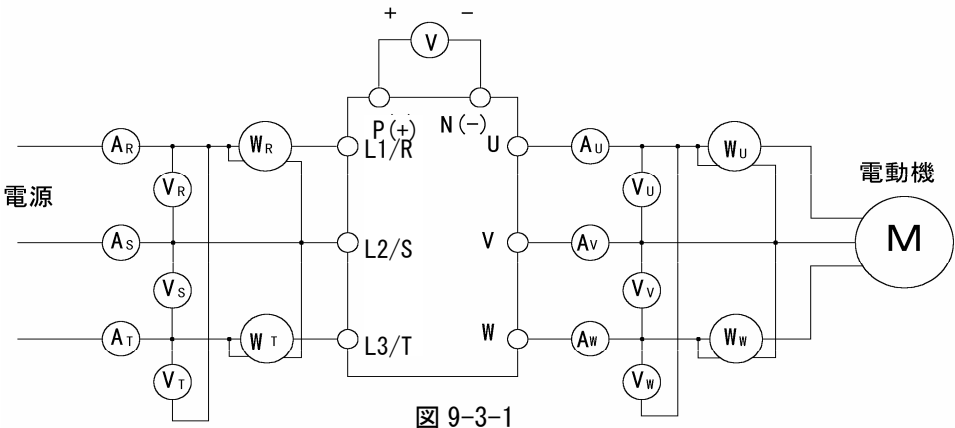 + −
V
P(+) N(−)
AR WR L1/R U AU WU
VR VU
電源 電動機
AS L2/S V AV M
VS VV
AT WT L3/T W AW WW
VT VW
図 9-3-1